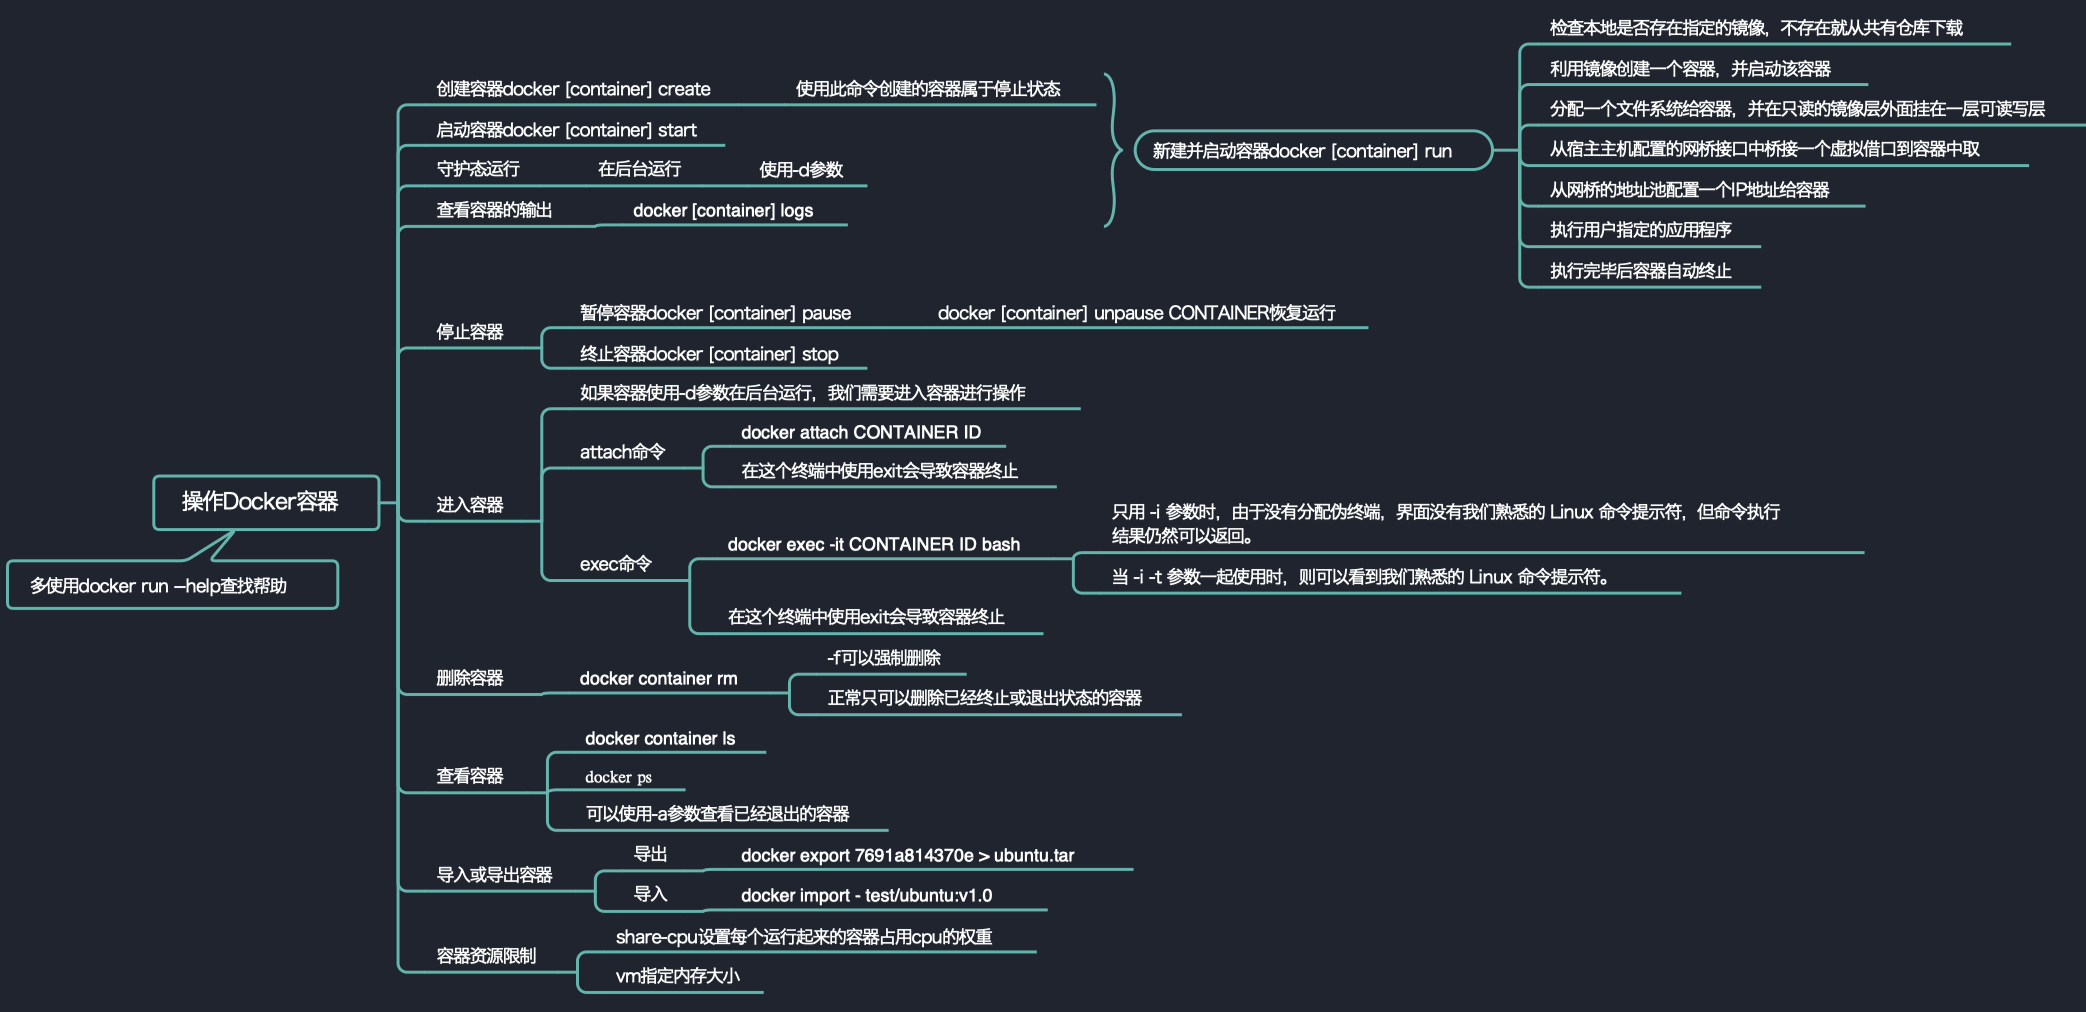 操作Docker容器
多使用docker run –help查找帮助
创建容器docker [container] create
使用此命令创建的容器属于停止状态
启动容器docker [container] start
守护态运行
在后台运行
使用-d参数
查看容器的输出
docker [container] logs
新建并启动容器docker [container] run
检查本地是否存在指定的镜像，不存在就从共有仓库下载
利用镜像创建一个容器，并启动该容器
分配一个文件系统给容器，并在只读的镜像层外面挂在一层可读写层
从宿主主机配置的网桥接口中桥接一个虚拟借口到容器中取
从网桥的地址池配置一个IP地址给容器
执行用户指定的应用程序
执行完毕后容器自动终止
停止容器
暂停容器docker [container] pause
docker [container] unpause CONTAINER恢复运行
终止容器docker [container] stop
进入容器
如果容器使用-d参数在后台运行，我们需要进入容器进行操作
attach命令
docker attach CONTAINER ID
在这个终端中使用exit会导致容器终止
exec命令
docker exec -it CONTAINER ID bash
只用 -i 参数时，由于没有分配伪终端，界面没有我们熟悉的 Linux 命令提示符，但命令执行
结果仍然可以返回。
当 -i -t 参数一起使用时，则可以看到我们熟悉的 Linux 命令提示符。
在这个终端中使用exit会导致容器终止
删除容器
docker container rm
-f可以强制删除
正常只可以删除已经终止或退出状态的容器
查看容器
docker container ls
docker ps
可以使用-a参数查看已经退出的容器
导入或导出容器
导出
docker export 7691a814370e > ubuntu.tar
导入
docker import - test/ubuntu:v1.0
容器资源限制
share-cpu设置每个运行起来的容器占用cpu的权重
vm指定内存大小